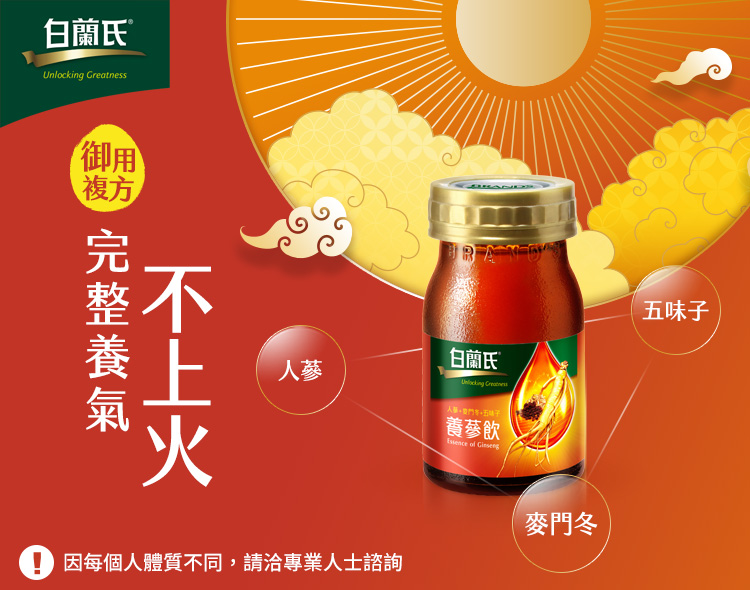 白蘭氏®
Unlocking Greatness
御用
複方
完整養氣
不上火
人蔘
五味子
麥門冬
BRAND'S
BRAND'S
白蘭氏®
Unlocking Greatness
人蔘+麥門冬+五味子
養蔘飲
Essence of Ginseng
! 因每個人體質不同，請洽專業人士諮詢